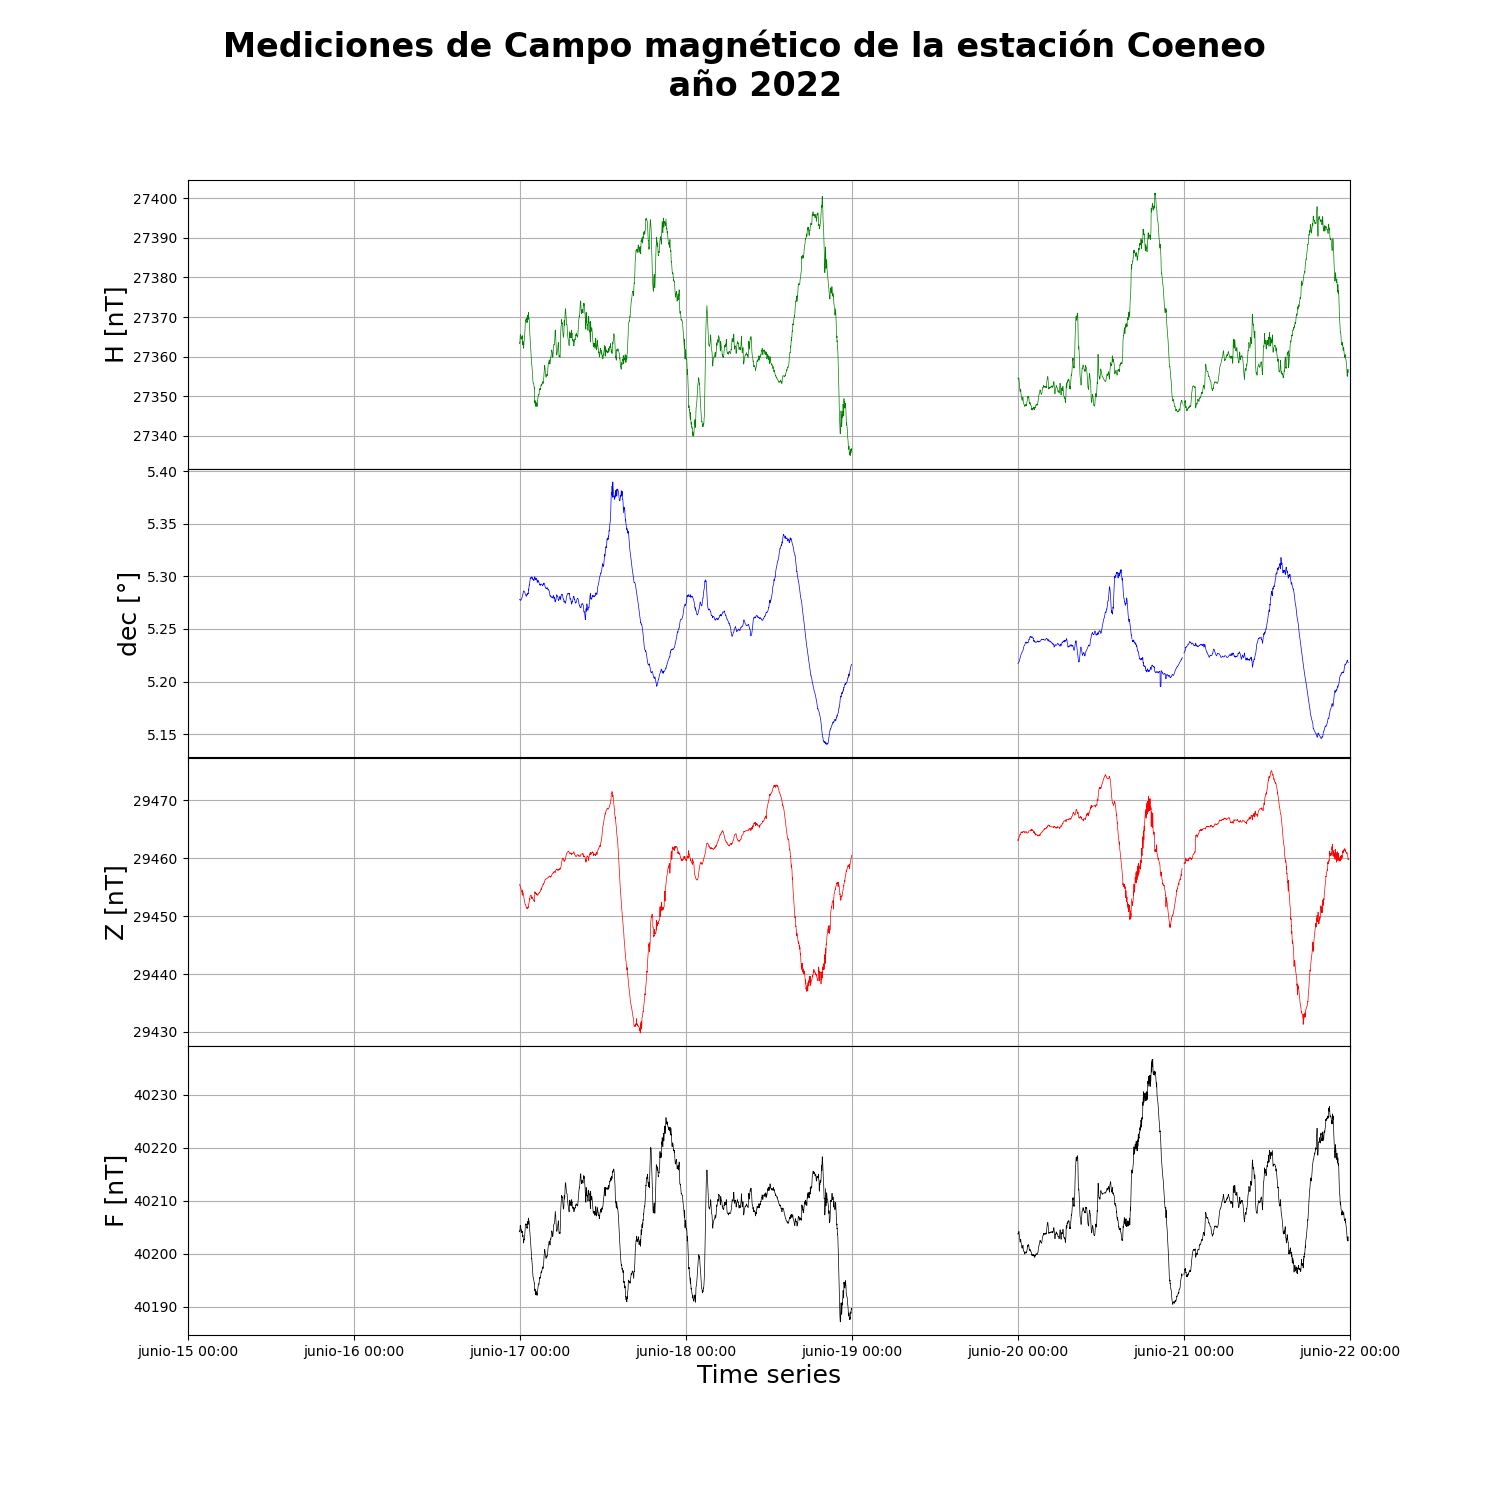 Mediciones de Campo magnético de la estación Coeneo
año 2022
H [nT]
27400
27390
27380
27370
27360
27350
27340
dec [°]
5.40
5.35
5.30
5.25
5.20
5.15
Z [nT]
29470
29460
29450
29440
29430
F [nT]
40230
40220
40210
40200
40190
junio-15 00:00 junio-16 00:00 junio-17 00:00 junio-18 00:00 junio-19 00:00 junio-20 00:00 junio-21 00:00 junio-22 00:00
Time series